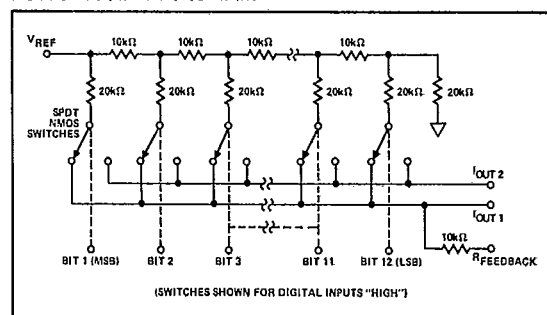 VREF
10kΩ 10kΩ 10kΩ 10kΩ
20kΩ 20kΩ 20kΩ 20kΩ 20kΩ 20kΩ
SPDT
NMOS
SWITCHES
IOUT 2
IOUT 1
10kΩ
RFEEDBACK
BIT 1 (MSB) BIT 2 BIT 3 BIT 11 BIT 12 (LSB)
(SWITCHES SHOWN FOR DIGITAL INPUTS "HIGH")